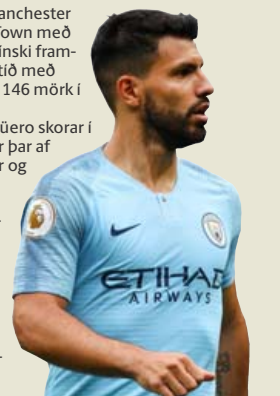 anchester
Town með
inski fram-
tíð með
146 mörk í
üero skorar í
r þar af
r og
ETIHAD
AIRWAYS